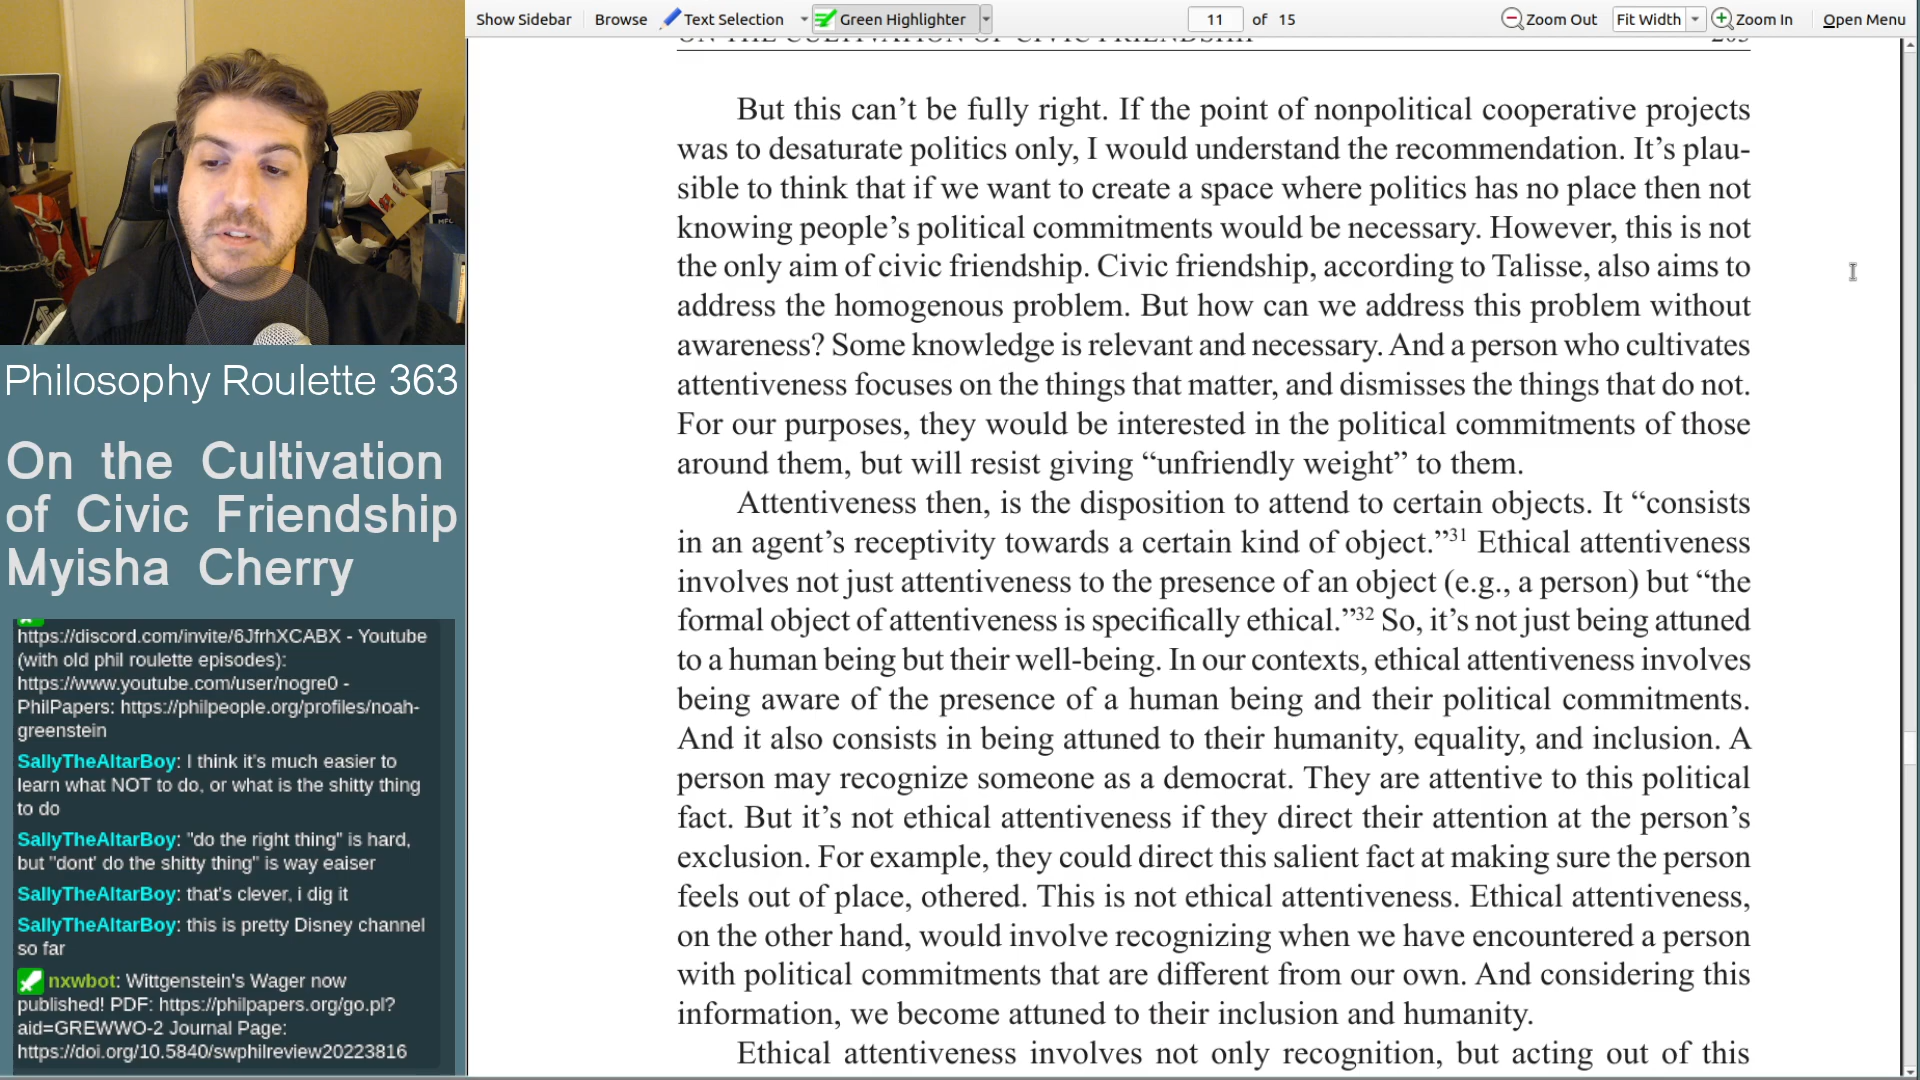 Show Sidebar Browse Text Selection Green Highlighter 11 of 15 Zoom Out Fit Width Zoom In Open Menu
ON THE CULTIVATION OF CIVIC FRIENDSHIP 203
But this can’t be fully right. If the point of nonpolitical cooperative projects
was to desaturate politics only, I would understand the recommendation. It’s plau-
sible to think that if we want to create a space where politics has no place then not
knowing people’s political commitments would be necessary. However, this is not
the only aim of civic friendship. Civic friendship, according to Talisse, also aims to
address the homogenous problem. But how can we address this problem without
awareness? Some knowledge is relevant and necessary. And a person who cultivates
attentiveness focuses on the things that matter, and dismisses the things that do not.
For our purposes, they would be interested in the political commitments of those
around them, but will resist giving “unfriendly weight” to them.
Attentiveness then, is the disposition to attend to certain objects. It “consists
in an agent’s receptivity towards a certain kind of object.”31 Ethical attentiveness
involves not just attentiveness to the presence of an object (e.g., a person) but “the
formal object of attentiveness is specifically ethical.”32 So, it’s not just being attuned
to a human being but their well-being. In our contexts, ethical attentiveness involves
being aware of the presence of a human being and their political commitments.
And it also consists in being attuned to their humanity, equality, and inclusion. A
person may recognize someone as a democrat. They are attentive to this political
fact. But it’s not ethical attentiveness if they direct their attention at the person’s
exclusion. For example, they could direct this salient fact at making sure the person
feels out of place, othered. This is not ethical attentiveness. Ethical attentiveness,
on the other hand, would involve recognizing when we have encountered a person
with political commitments that are different from our own. And considering this
information, we become attuned to their inclusion and humanity.
Ethical attentiveness involves not only recognition, but acting out of this
Philosophy Roulette 363
On the Cultivation
of Civic Friendship
Myisha Cherry
https://discord.com/invite/6JfrhXCABX - Youtube
(with old phil roulette episodes):
https://www.youtube.com/user/nogre0 -
PhilPapers: https://philpeople.org/profiles/noah-
greenstein
SallyTheAltarBoy: I think it's much easier to
learn what NOT to do, or what is the shitty thing
to do
SallyTheAltarBoy: "do the right thing" is hard,
but "dont' do the shitty thing" is way eaiser
SallyTheAltarBoy: that's clever, i dig it
SallyTheAltarBoy: this is pretty Disney channel
so far
nxwbot: Wittgenstein's Wager now
published! PDF: https://philpapers.org/go.pl?
aid=GREWWO-2 Journal Page:
https://doi.org/10.5840/swphilreview20223816